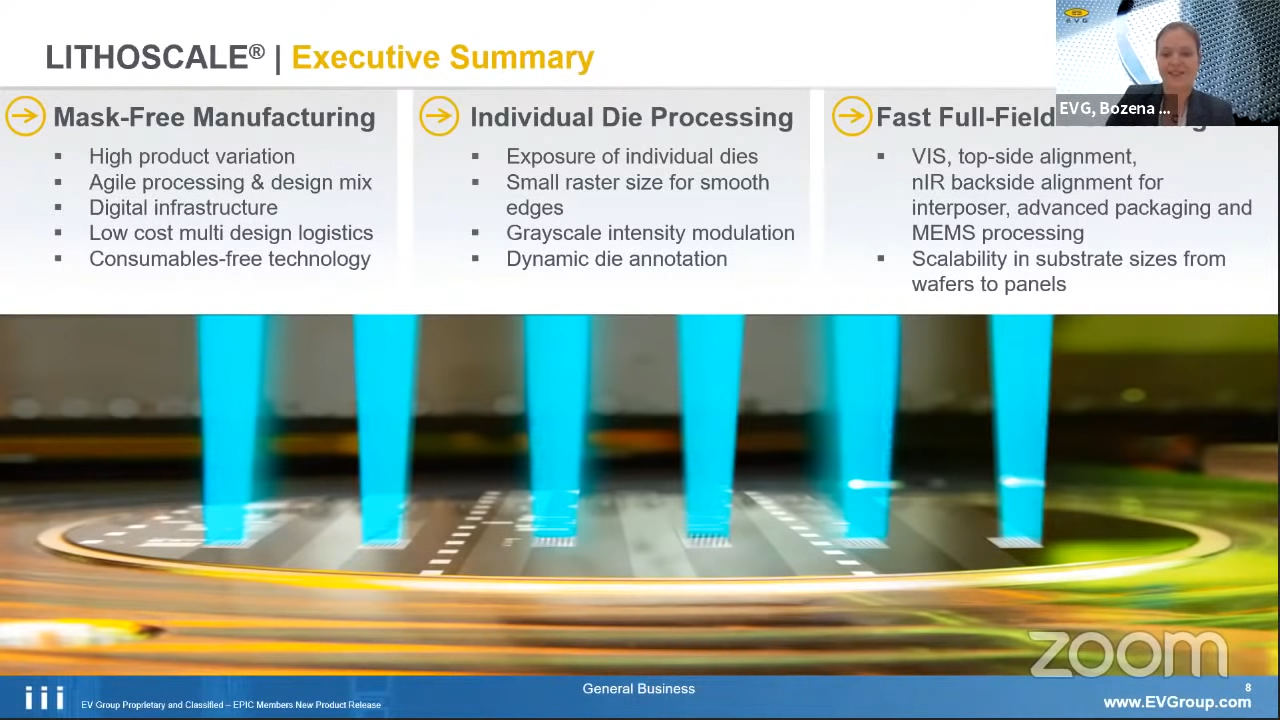 LITHOSCALE® | Executive Summary
EVG
EVG, Bozena ...
Mask-Free Manufacturing
▪ High product variation
▪ Agile processing & design mix
▪ Digital infrastructure
▪ Low cost multi design logistics
▪ Consumables-free technology
Individual Die Processing
▪ Exposure of individual dies
▪ Small raster size for smooth
edges
▪ Grayscale intensity modulation
▪ Dynamic die annotation
Fast Full-Field
▪ VIS, top-side alignment,
nIR backside alignment for
interposer, advanced packaging and
MEMS processing
▪ Scalability in substrate sizes from
wafers to panels
zoom
General Business
8
EV Group Proprietary and Classified – EPIC Members New Product Release
www.EVGroup.com